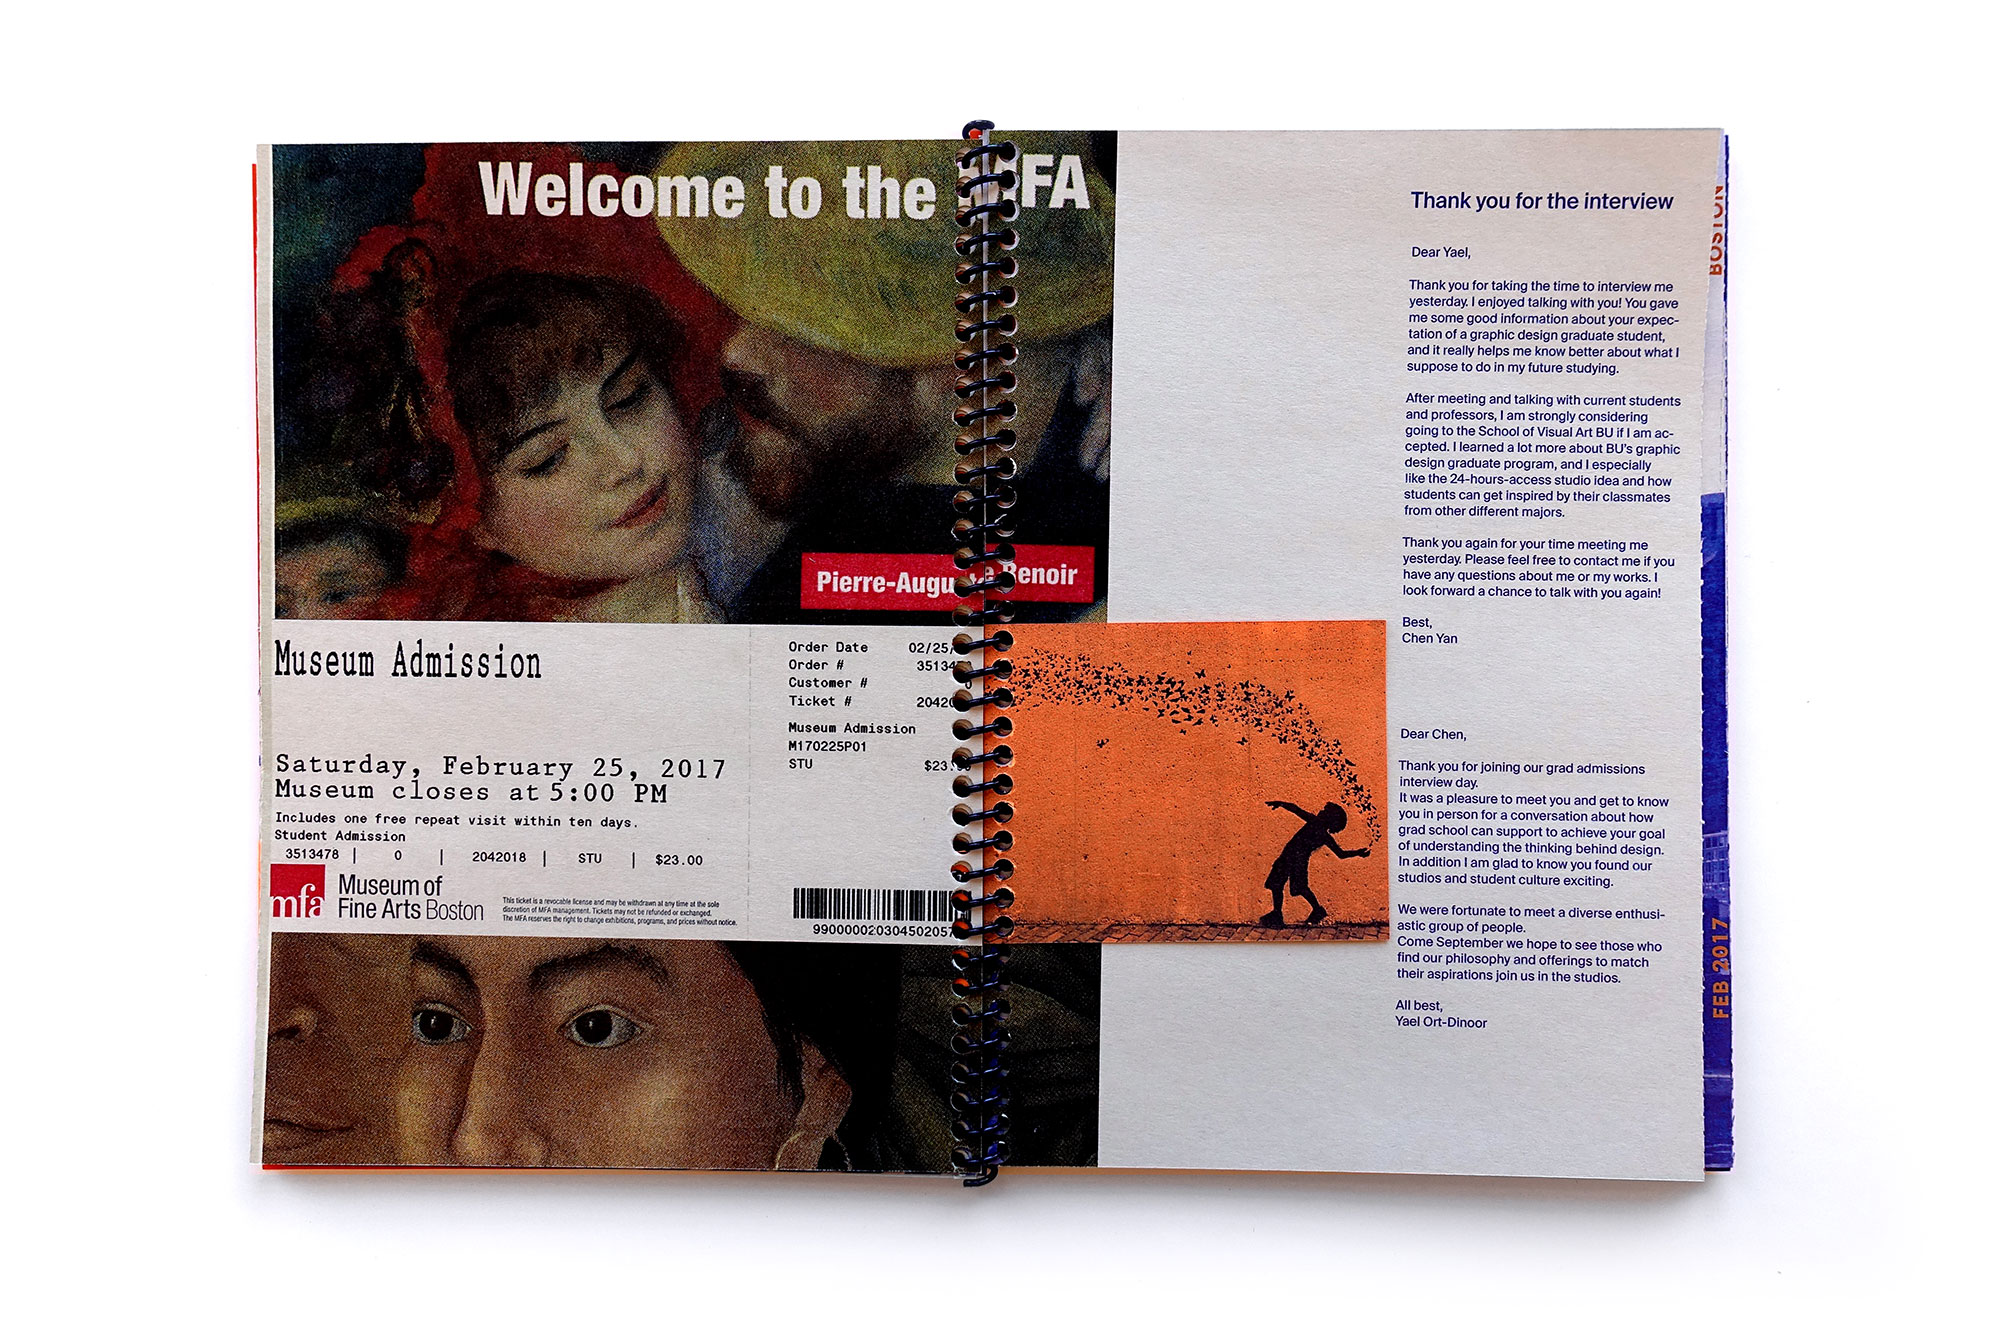 Welcome to the MFA
Pierre-Auguste Renoir
Museum Admission
Saturday, February 25, 2017
Museum closes at 5:00 PM
Includes one free repeat visit within ten days.
Student Admission
3513478 | 0 | 2042018 | STU | $23.00
mfa
Museum of
Fine Arts Boston
This ticket is a revocable license and may be withdrawn at any time at the sole
discretion of MFA management. Tickets may not be refunded or exchanged.
The MFA reserves the right to change exhibitions, programs, and prices without notice.
Order Date 02/25/
Order # 35134
Customer #
Ticket # 2042
Museum Admission
M170225P01
STU $23.
99000002030450205
Thank you for the interview
Dear Yael,
Thank you for taking the time to interview me
yesterday. I enjoyed talking with you! You gave
me some good information about your expec-
tation of a graphic design graduate student,
and it really helps me know better about what I
suppose to do in my future studying.
After meeting and talking with current students
and professors, I am strongly considering
going to the School of Visual Art BU if I am ac-
cepted. I learned a lot more about BU's graphic
design graduate program, and I especially
like the 24-hours-access studio idea and how
students can get inspired by their classmates
from other different majors.
Thank you again for your time meeting me
yesterday. Please feel free to contact me if you
have any questions about me or my works. I
look forward a chance to talk with you again!
Best,
Chen Yan
Dear Chen,
Thank you for joining our grad admissions
interview day.
It was a pleasure to meet you and get to know
you in person for a conversation about how
grad school can support to achieve your goal
of understanding the thinking behind design.
In addition I am glad to know you found our
studios and student culture exciting.
We were fortunate to meet a diverse enthusi-
astic group of people.
Come September we hope to see those who
find our philosophy and offerings to match
their aspirations join us in the studios.
All best,
Yael Ort-Dinoor
BOSTON
FEB 2017